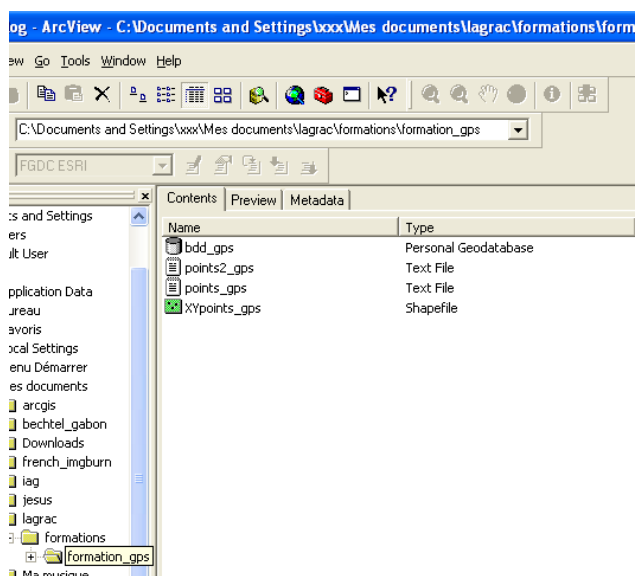 og - ArcView - C:\Documents and Settings\xxx\Mes documents\lagrac\formations\form
ew Go Tools Window Help
C:\Documents and Settings\xxx\Mes documents\lagrac\formations\formation_gps
FGDC ESRI
Contents Preview Metadata
Name Type
bdd_gps Personal Geodatabase
points2_gps Text File
points_gps Text File
XYpoints_gps Shapefile
:s and Settings
ers
ult User
pplication Data
ureau
avoris
ocal Settings
enu Démarrer
es documents
arcgis
bechtel_gabon
Downloads
french_imgburn
iag
jesus
lagrac
formations
formation_gps
Ma musique